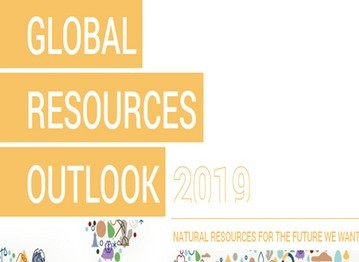 GLOBAL
RESOURCES
OUTLOOK 2019
NATURAL RESOURCES FOR THE FUTURE WE WANT